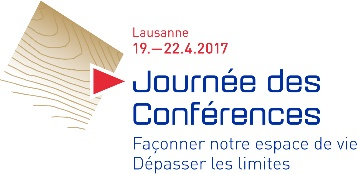 Lausanne
19.—22.4.2017
Journée des
Conférences
Façonner notre espace de vie
Dépasser les limites